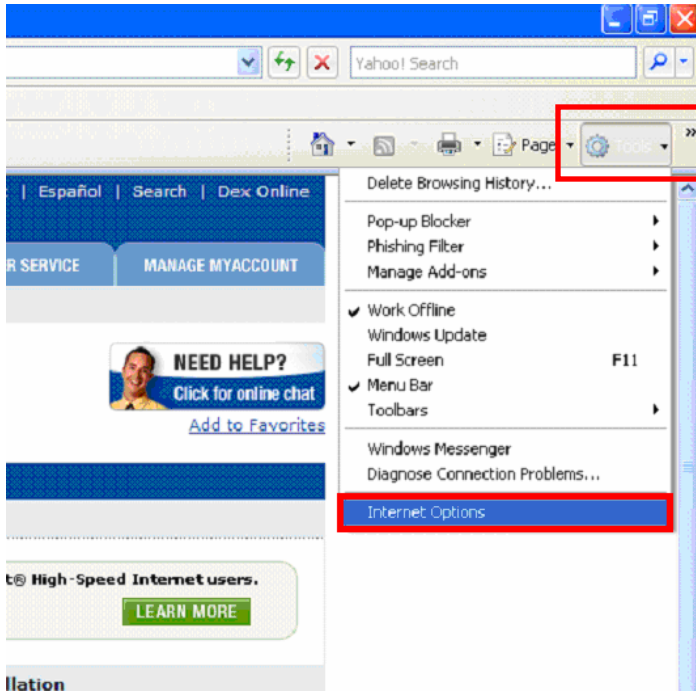 Yahoo! Search
Page
Tools
| Español | Search | Dex Online
R SERVICE
MANAGE MYACCOUNT
NEED HELP?
Click for online chat
Add to Favorites
t® High-Speed Internet users.
LEARN MORE
llation
Delete Browsing History...
Pop-up Blocker
Phishing Filter
Manage Add-ons
Work Offline
Windows Update
Full Screen F11
Menu Bar
Toolbars
Windows Messenger
Diagnose Connection Problems...
Internet Options